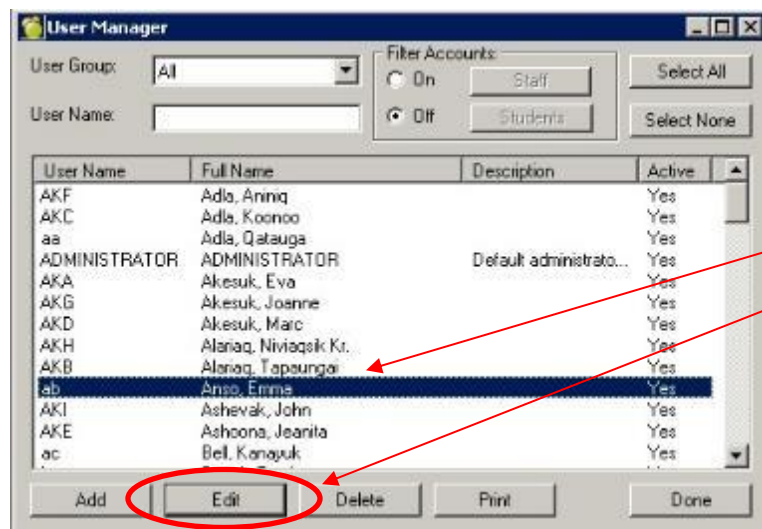 User Manager
User Group: All
Filter Accounts:
On Staff
Off Students
Select All
User Name:
Select None
User Name Full Name Description Active
AKF Adla, Aniniq Yes
AKC Adla, Koonoo Yes
aa Adla, Qatauga Yes
ADMINISTRATOR ADMINISTRATOR Default administrato... Yes
AKA Akesuk, Eva Yes
AKG Akesuk, Joanne Yes
AKD Akesuk, Marc Yes
AKH Alariaq, Niviaqsik Kr. Yes
AKB Alariaq, Tapaungai Yes
ab Anso, Emma Yes
AKI Ashevak, John Yes
AKE Ashoona, Jeanita Yes
ac Bell, Kanayuk Yes
Add Edit Delete Print Done